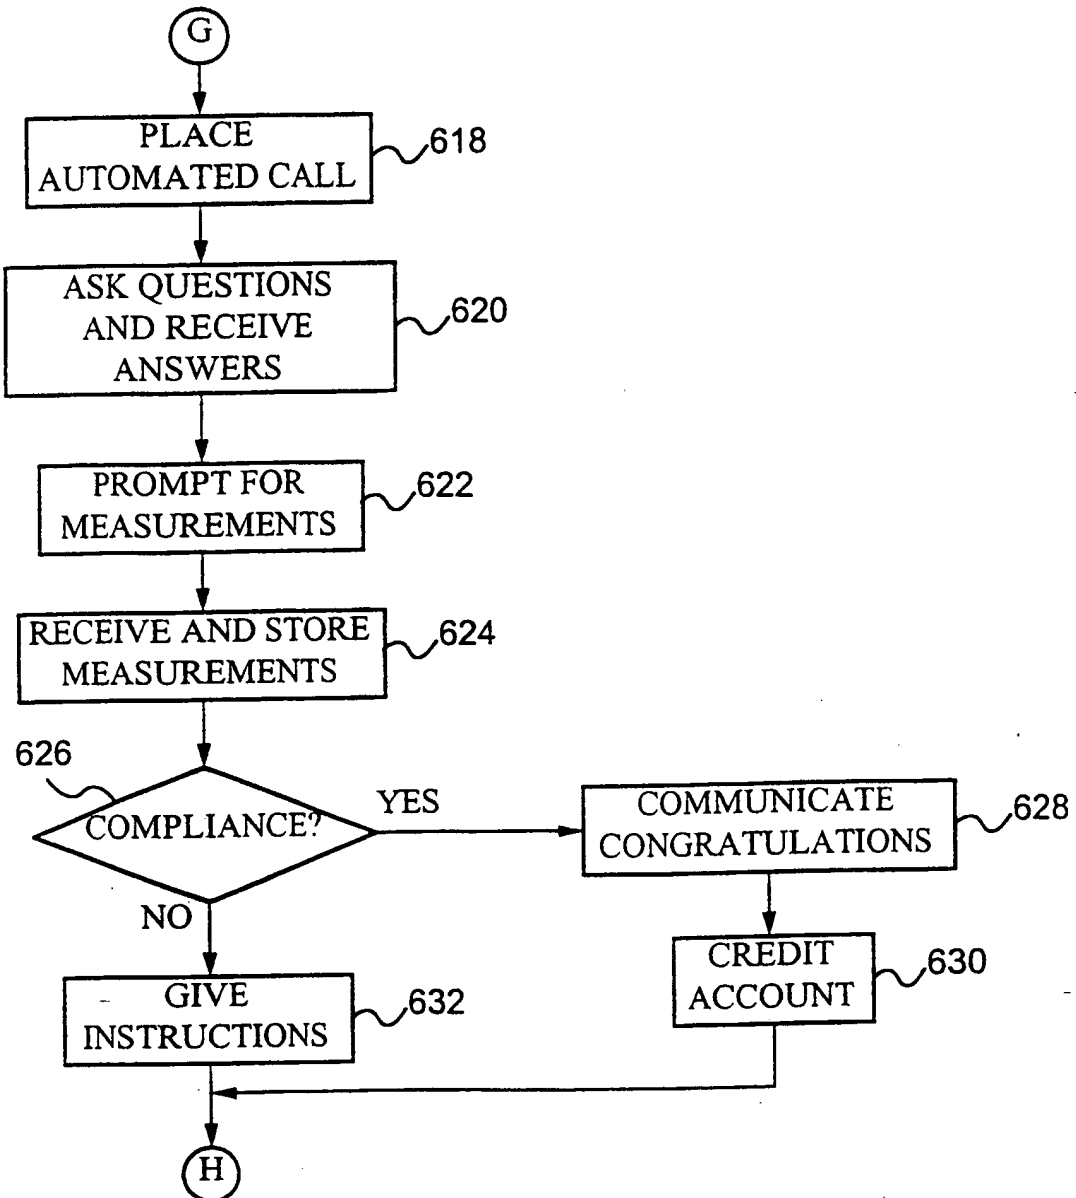 G
PLACE
AUTOMATED CALL
618
ASK QUESTIONS
AND RECEIVE
ANSWERS
620
PROMPT FOR
MEASUREMENTS
622
RECEIVE AND STORE
MEASUREMENTS
624
626
COMPLIANCE?
YES
NO
COMMUNICATE
CONGRATULATIONS
628
CREDIT
ACCOUNT
630
GIVE
INSTRUCTIONS
632
H